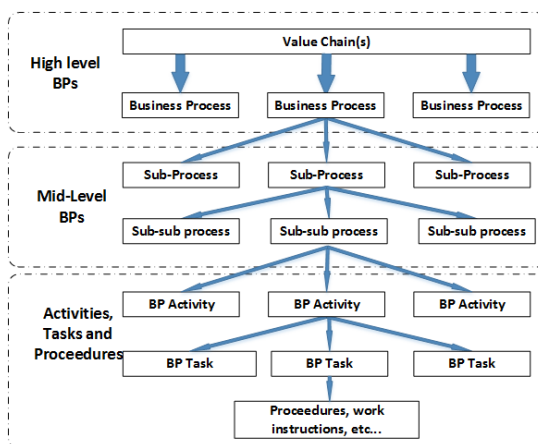 Value Chain(s)
High level
BPs
Business Process Business Process Business Process
Sub-Process Sub-Process Sub-Process
Mid-Level
BPs
Sub-sub process Sub-sub process Sub-sub process
BP Activity BP Activity BP Activity
Activities,
Tasks and
Proceedures
BP Task BP Task BP Task
Proceedures, work
instructions, etc...